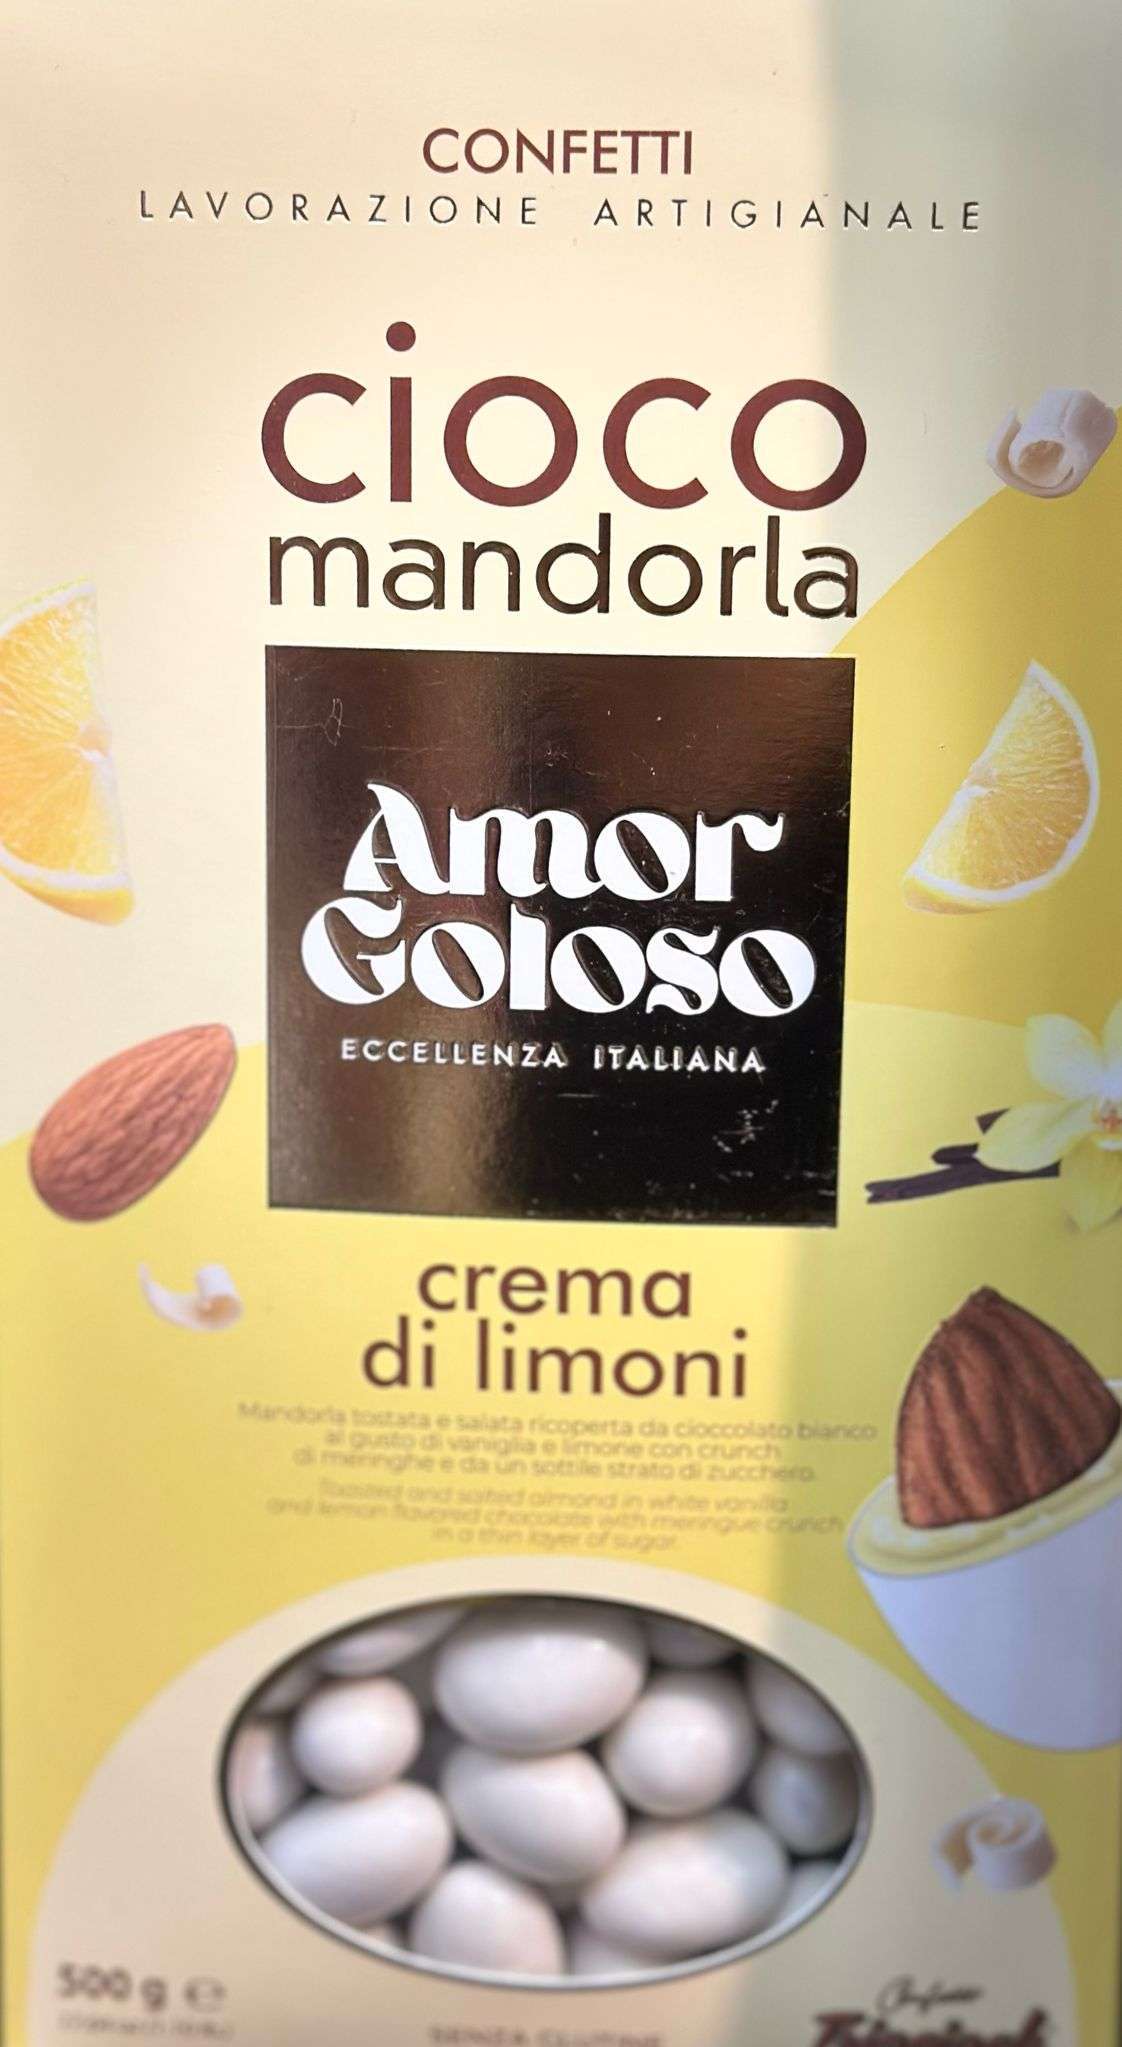 CONFETTI
LAVORAZIONE ARTIGIANALE
cioco
mandorla
Amor
Goloso
ECCELLENZA ITALIANA
crema
di limoni
Mandorla tostata e salata ricoperta da cioccolato bianco
al gusto di vaniglia e limone con crunch
di meringhe e da un sottile strato di zucchero.
Toasted and salted almond in white vanilla
and lemon flavored chocolate with meringue crunch
in a thin layer of sugar.
500 g ℮
SENZA GLUTINE